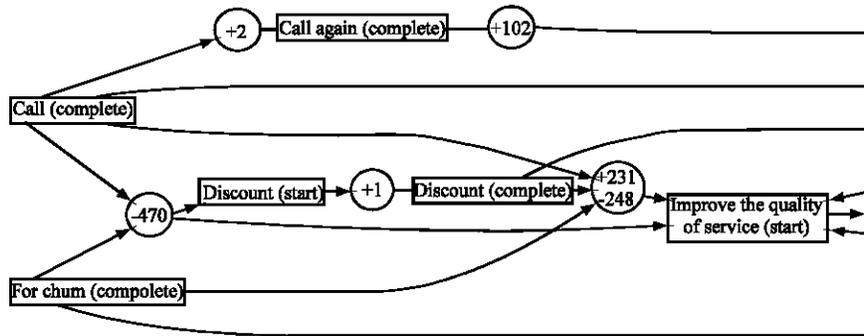 +2
Call again (complete)
+102
Call (complete)
+231
-248
Discount (start)
+1
Discount (complete)
-470
Improve the quality
of service (start)
For chum (compolete)